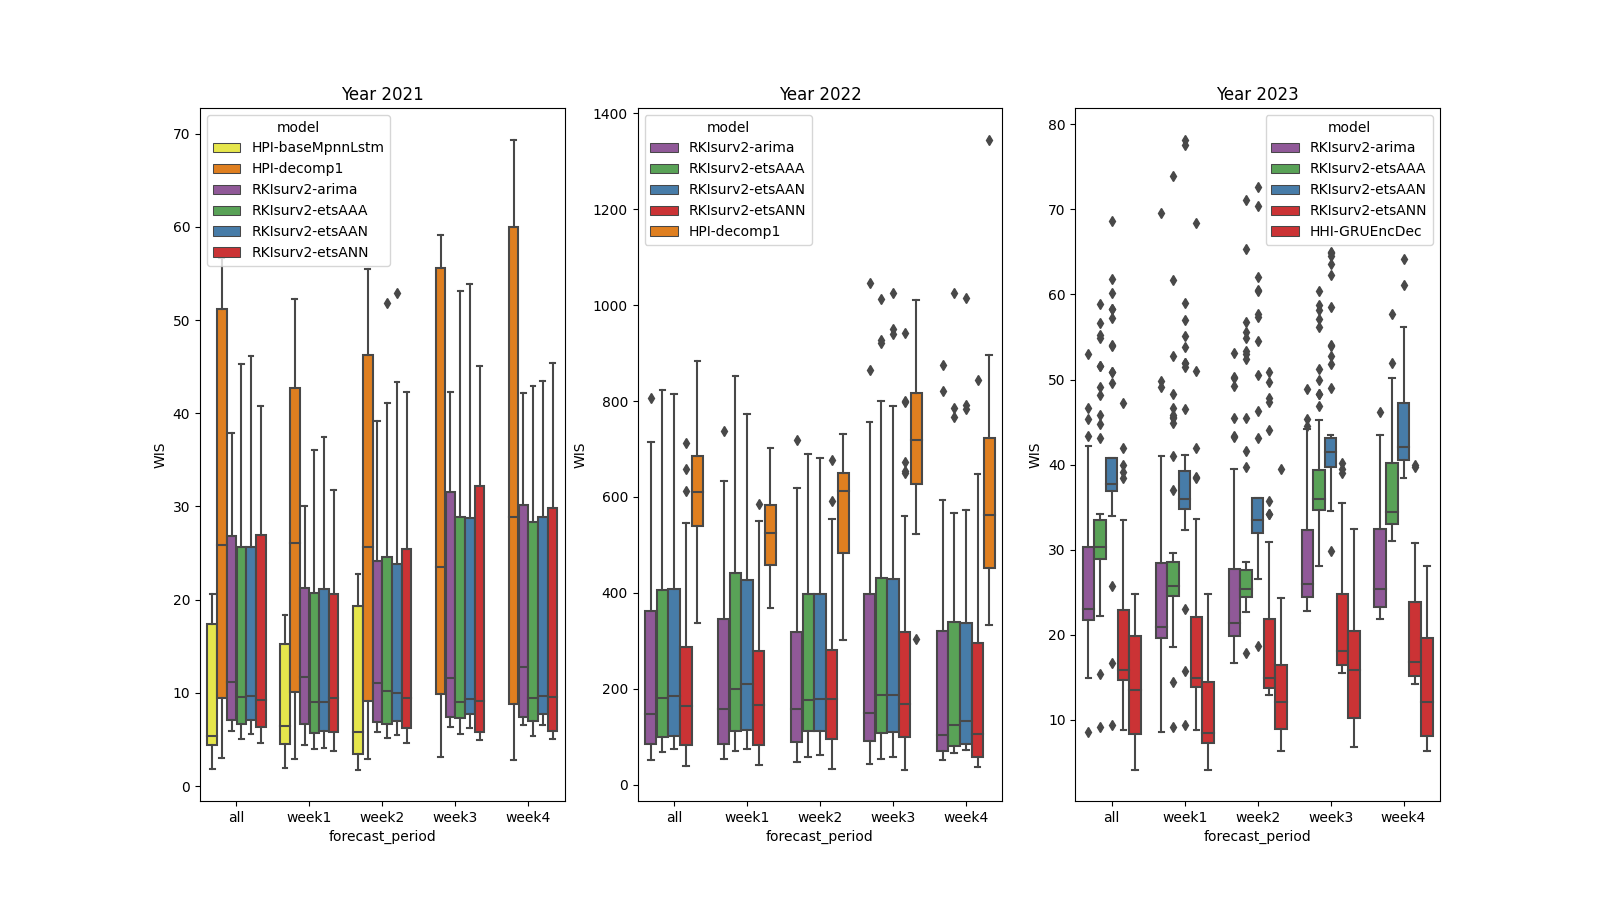 Year 2021
model
HPI-baseMpnnLstm
HPI-decomp1
RKIsurv2-arima
RKIsurv2-etsAAA
RKIsurv2-etsAAN
RKIsurv2-etsANN
70
60
50
40
30
20
10
0
WIS
all week1 week2 week3 week4
forecast_period
Year 2022
model
RKIsurv2-arima
RKIsurv2-etsAAA
RKIsurv2-etsAAN
RKIsurv2-etsANN
HPI-decomp1
1400
1200
1000
800
600
400
200
0
WIS
all week1 week2 week3 week4
forecast_period
Year 2023
model
RKIsurv2-arima
RKIsurv2-etsAAA
RKIsurv2-etsAAN
RKIsurv2-etsANN
HHI-GRUEncDec
80
70
60
50
40
30
20
10
WIS
all week1 week2 week3 week4
forecast_period